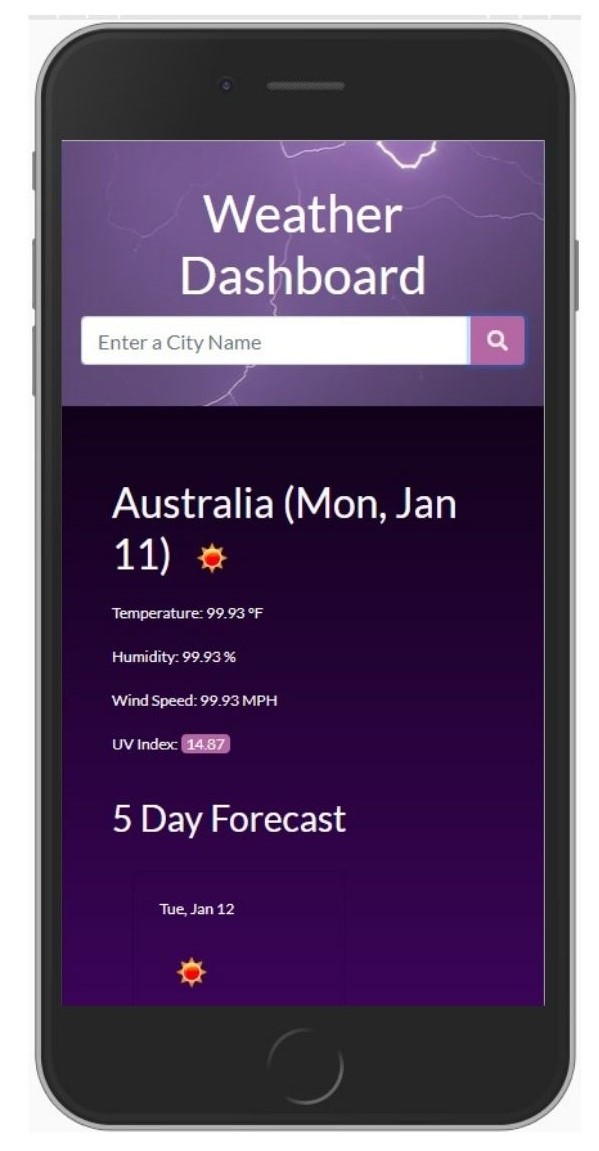 Weather
Dashboard
Enter a City Name
Australia (Mon, Jan
11)
Temperature: 99.93 °F
Humidity: 99.93 %
Wind Speed: 99.93 MPH
UV Index: 14.87
5 Day Forecast
Tue, Jan 12